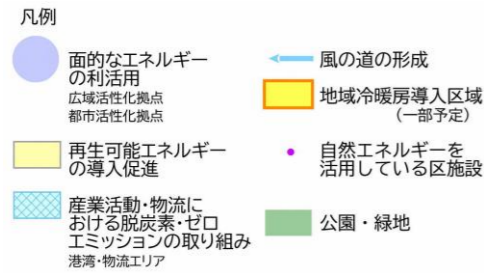 凡例
面的なエネルギー
の利活用
広域活性化拠点
都市活性化拠点
再生可能エネルギー
の導入促進
産業活動・物流に
おける脱炭素・ゼロ
エミッションの取り組み
港湾・物流エリア
風の道の形成
地域冷暖房導入区域
（一部予定）
自然エネルギーを
活用している区施設
公園・緑地